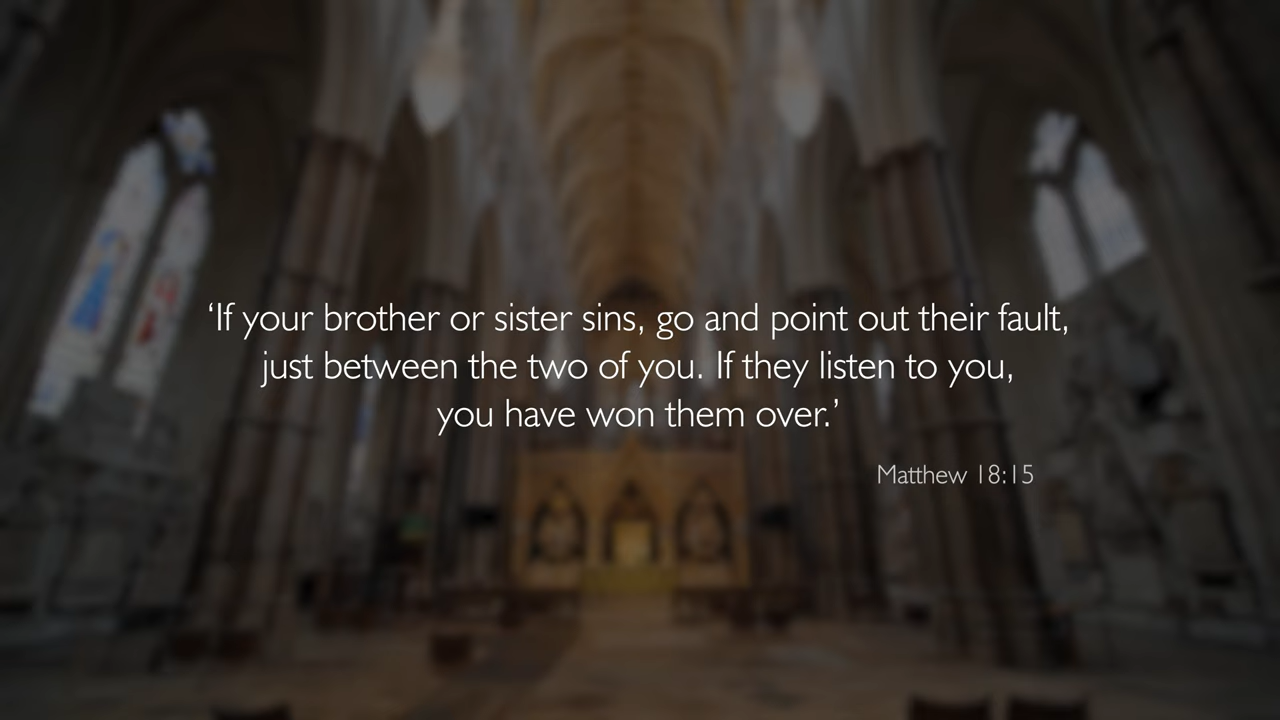 ‘If your brother or sister sins, go and point out their fault,
just between the two of you. If they listen to you,
you have won them over.’
Matthew 18:15